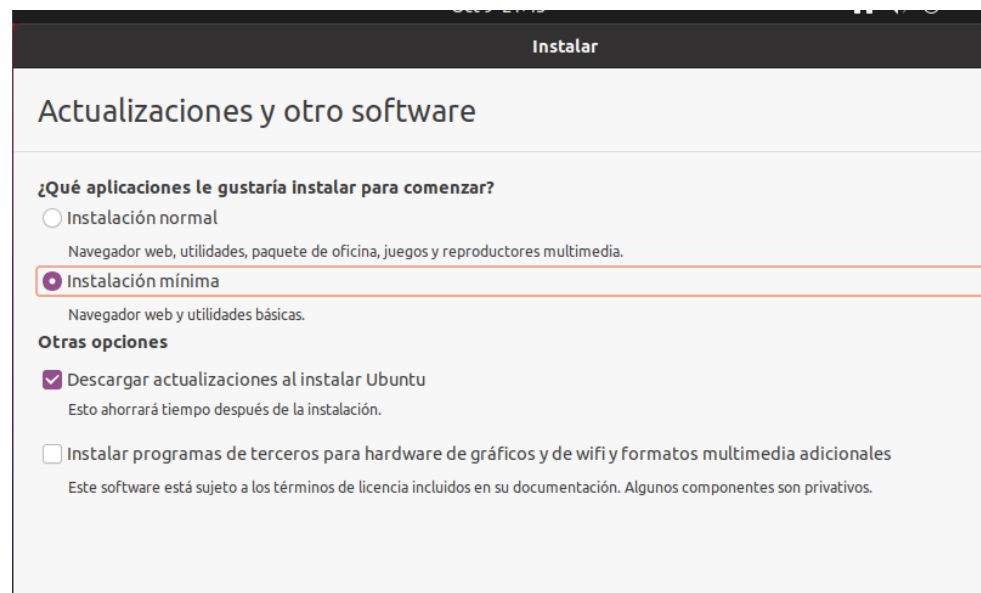 Instalar
Actualizaciones y otro software
¿Qué aplicaciones le gustaría instalar para comenzar?
Instalación normal
Navegador web, utilidades, paquete de oficina, juegos y reproductores multimedia.
Instalación mínima
Navegador web y utilidades básicas.
Otras opciones
Descargar actualizaciones al instalar Ubuntu
Esto ahorrará tiempo después de la instalación.
Instalar programas de terceros para hardware de gráficos y de wifi y formatos multimedia adicionales
Este software está sujeto a los términos de licencia incluidos en su documentación. Algunos componentes son privativos.